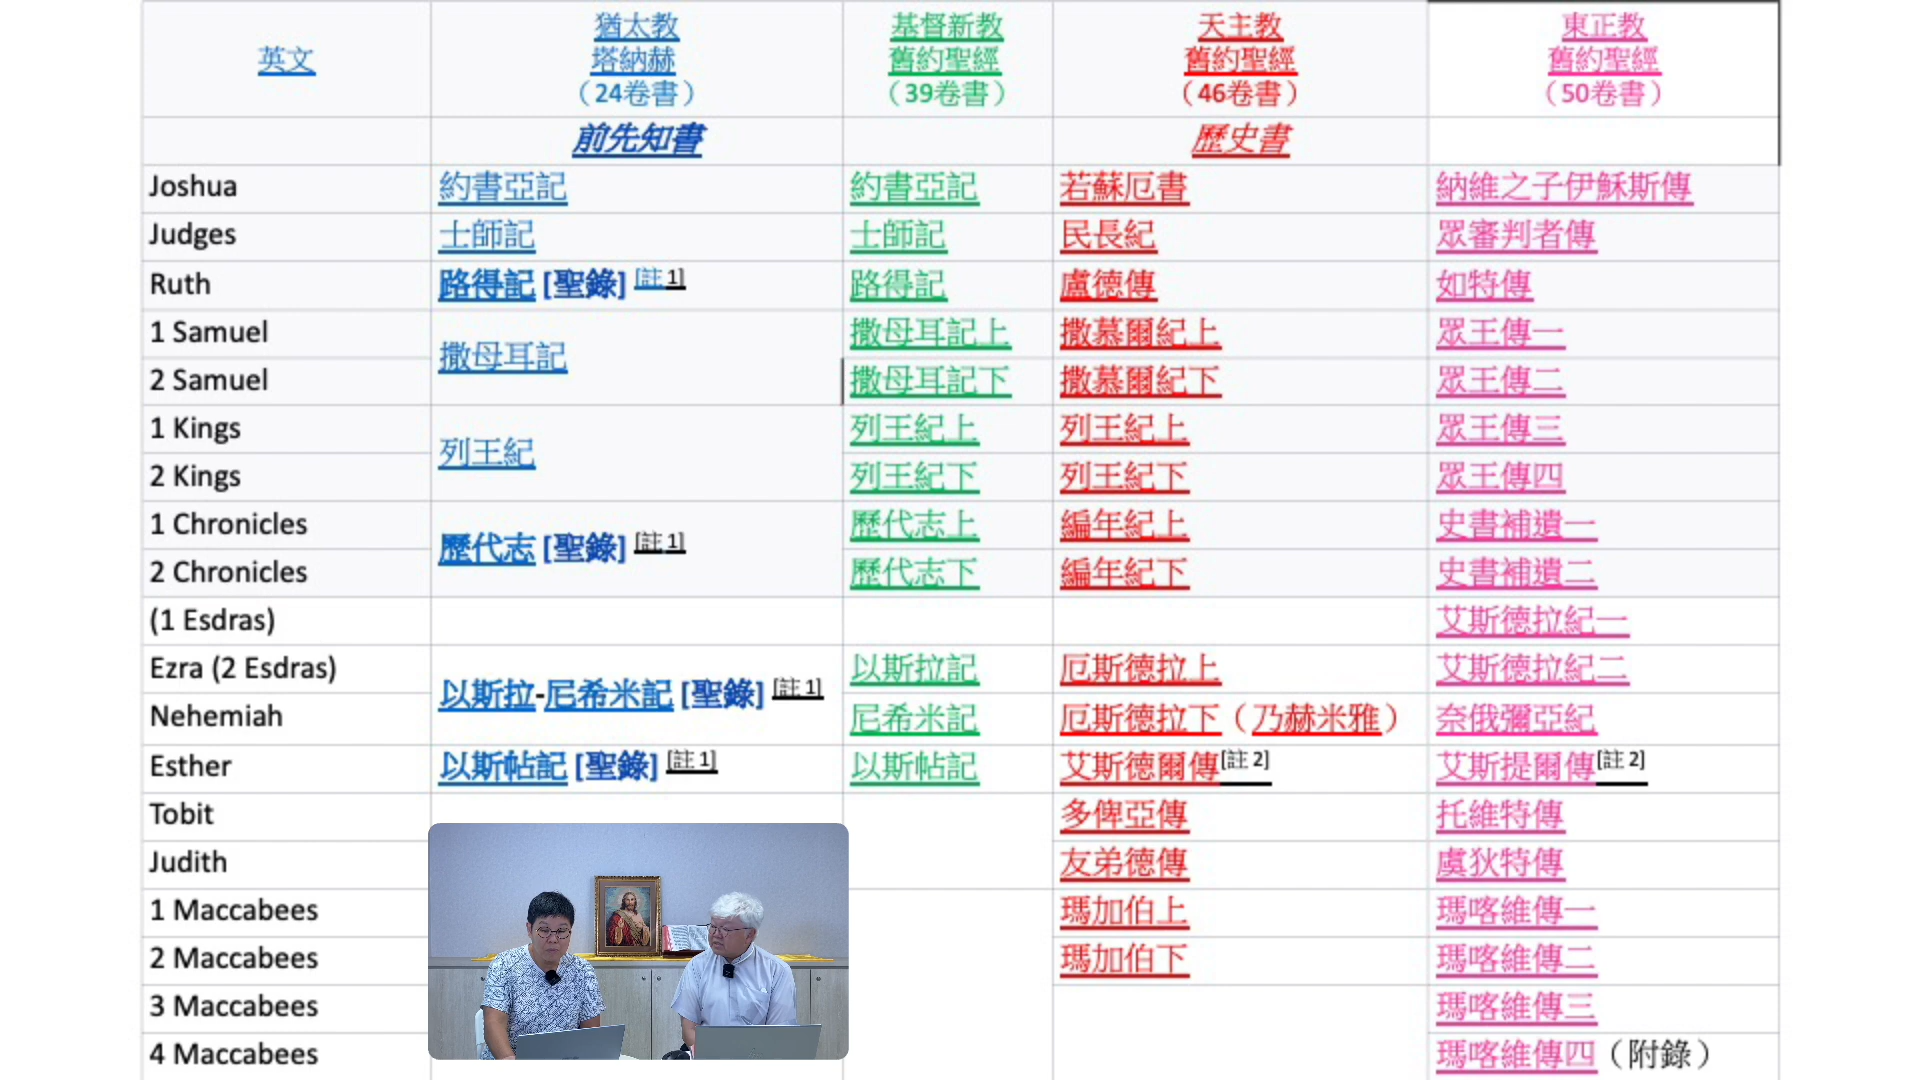 英文
猶太教
塔納赫
（24卷書）
基督新教
舊約聖經
（39卷書）
天主教
舊約聖經
（46卷書）
東正教
舊約聖經
（50卷書）
前先知書
歷史書
Joshua 約書亞記 約書亞記 若蘇厄書 納維之子伊穌斯傳
Judges 士師記 士師記 民長紀 眾審判者傳
Ruth 路得記 [聖錄] [註 1] 路得記 盧德傳 如特傳
1 Samuel 撒母耳記 撒母耳記上 撒慕爾紀上 眾王傳一
2 Samuel 撒母耳記下 撒慕爾紀下 眾王傳二
1 Kings 列王紀 列王紀上 列王紀上 眾王傳三
2 Kings 列王紀下 列王紀下 眾王傳四
1 Chronicles 歷代志 [聖錄] [註 1] 歷代志上 編年紀上 史書補遺一
2 Chronicles 歷代志下 編年紀下 史書補遺二
(1 Esdras) 艾斯德拉紀一
Ezra (2 Esdras) 以斯拉-尼希米記 [聖錄] [註 1] 以斯拉記 厄斯德拉上 艾斯德拉紀二
Nehemiah 尼希米記 厄斯德拉下（乃赫米雅） 奈俄彌亞紀
Esther 以斯帖記 [聖錄] [註 1] 以斯帖記 艾斯德爾傳[註 2] 艾斯提爾傳[註 2]
Tobit 多俾亞傳 托維特傳
Judith 友弟德傳 虞狄特傳
1 Maccabees 瑪加伯上 瑪喀維傳一
2 Maccabees 瑪加伯下 瑪喀維傳二
3 Maccabees 瑪喀維傳三
4 Maccabees 瑪喀維傳四（附錄）